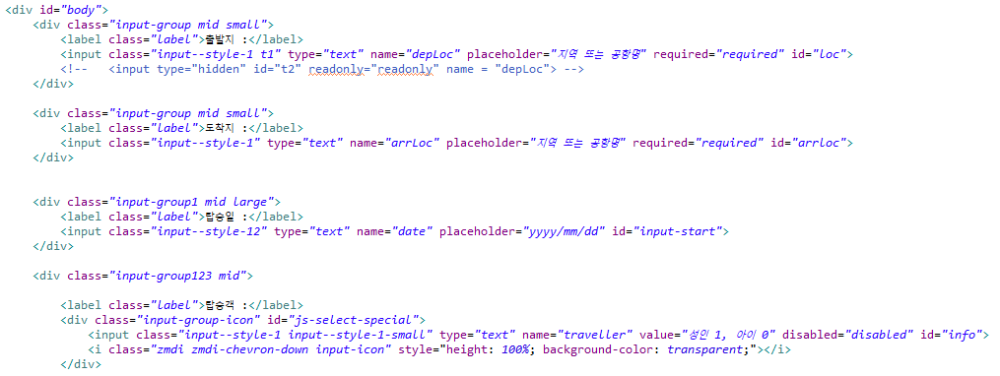 <div id="body">
<div class="input-group mid small">
<label class="label">출발지 :</label>
<input class="input--style-1 t1" type="text" name="depLoc" placeholder="지역 또는 공항명" required="required" id="loc">
<!--   <input type="hidden" id="t2" readonly="readonly" name = "depLoc"> -->
</div>
<div class="input-group mid small">
<label class="label">도착지 :</label>
<input class="input--style-1" type="text" name="arrLoc" placeholder="지역 또는 공항명" required="required" id="arrloc">
</div>
<div class="input-group1 mid large">
<label class="label">탑승일 :</label>
<input class="input--style-12" type="text" name="date" placeholder="yyyy/mm/dd" id="input-start">
</div>
<div class="input-group123 mid">
<label class="label">탑승객 :</label>
<div class="input-group-icon" id="js-select-special">
<input class="input--style-1 input--style-1-small" type="text" name="traveller" value="성인 1, 아이 0" disabled="disabled" id="info">
<i class="zmdi zmdi-chevron-down input-icon" style="height: 100%; background-color: transparent;"></i>
</div>